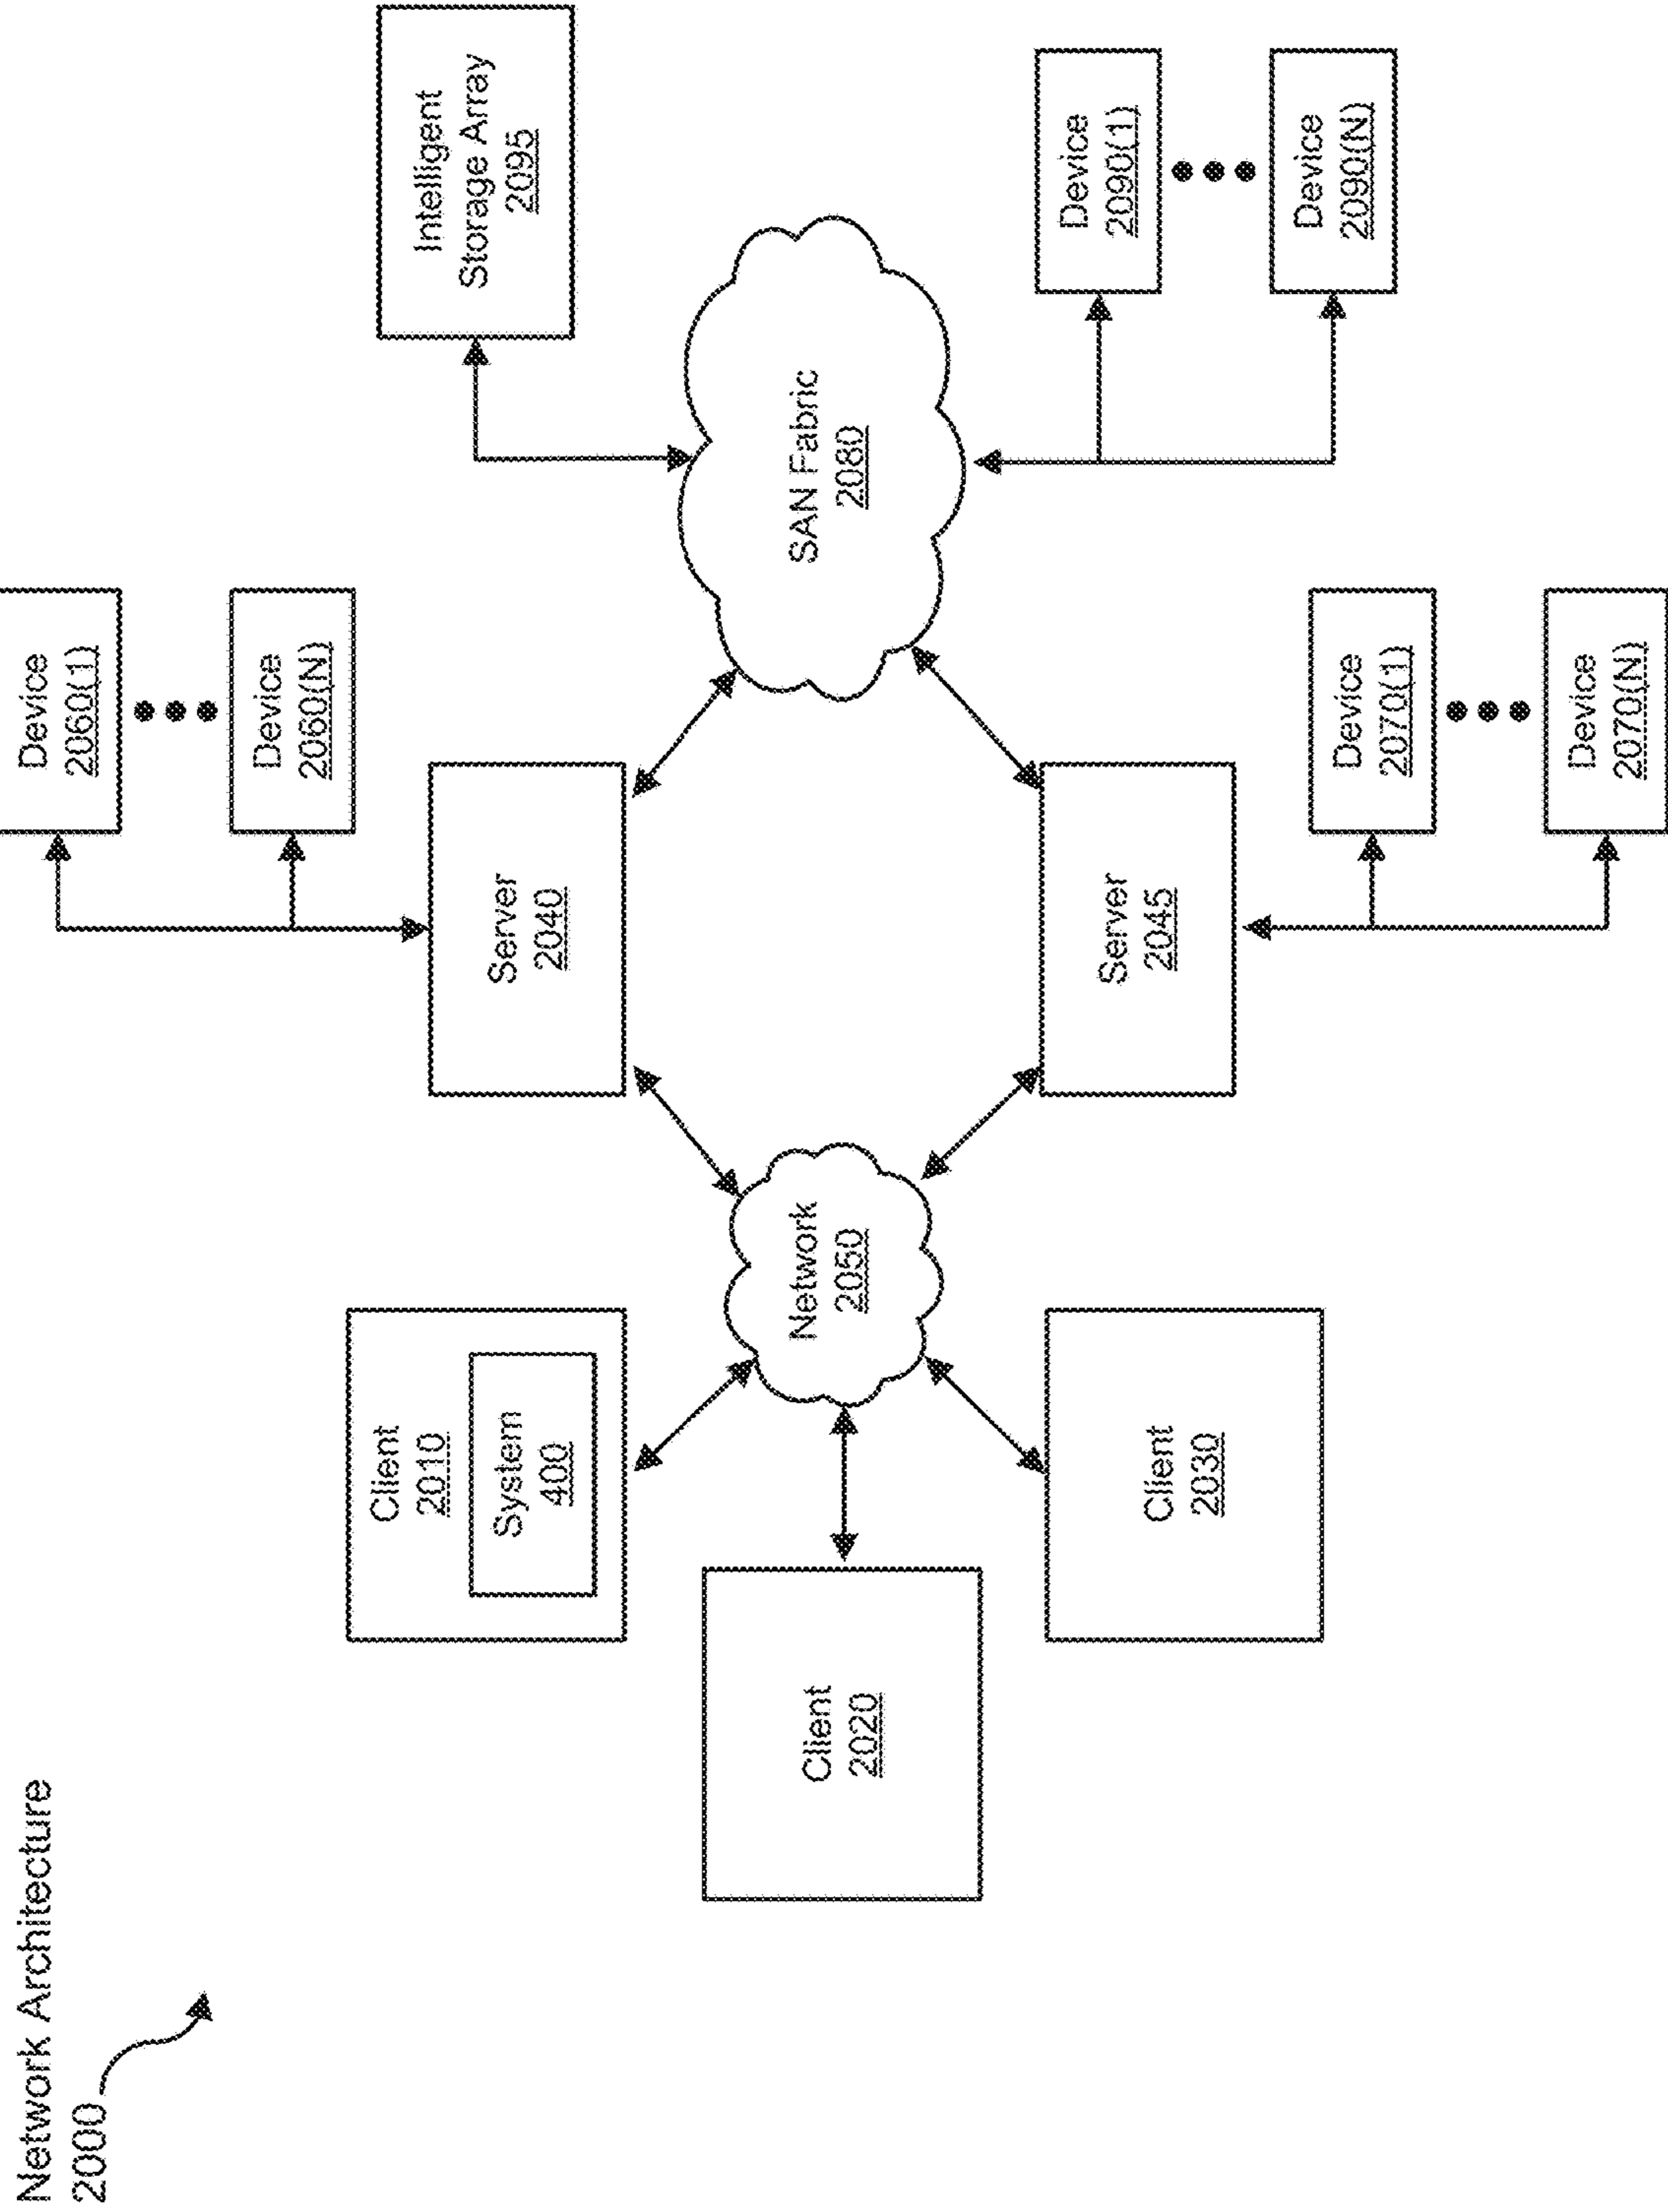 Network Architecture
2000
Client
2010
System
400
Client
2020
Client
2030
Network
2050
Server
2040
Server
2045
Device
2060(1)
Device
2060(N)
Device
2070(1)
Device
2070(N)
SAN Fabric
2080
Intelligent
Storage Array
2095
Device
2090(1)
Device
2090(N)